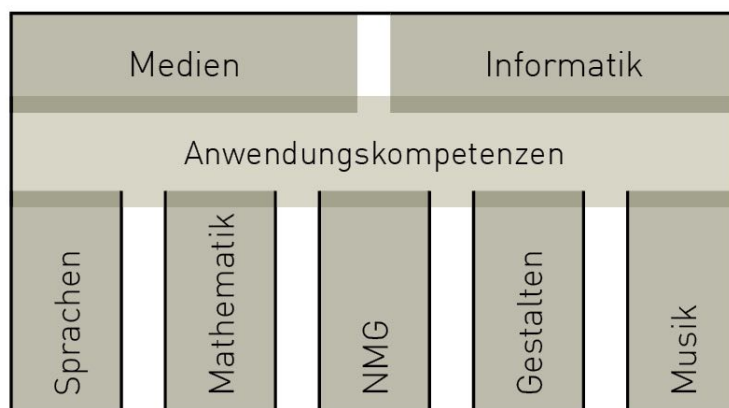 Medien
Informatik
Anwendungskompetenzen
Sprachen
Mathematik
NMG
Gestalten
Musik